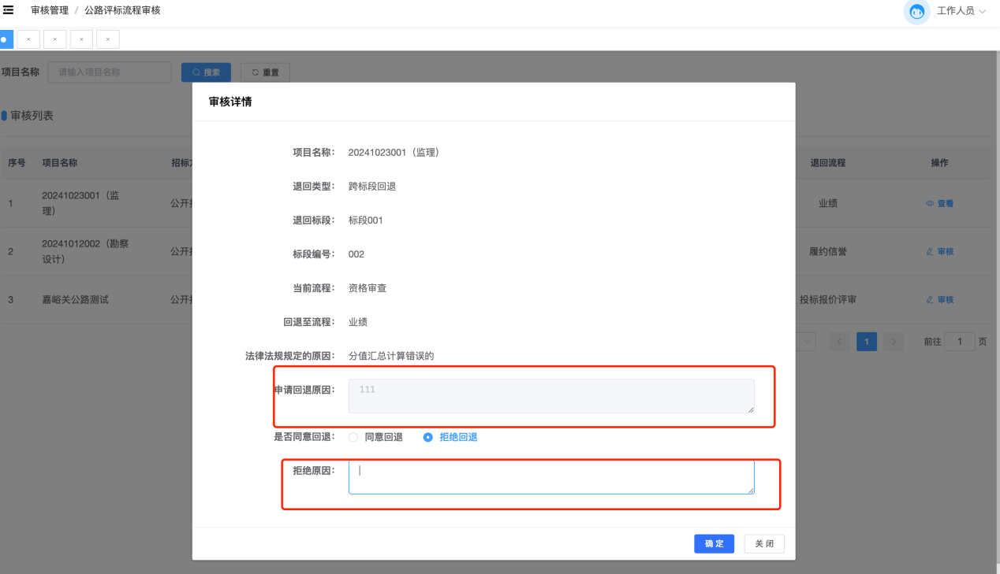 审核管理 / 公路评标流程审核
工作人员
项目名称 请输入项目名称 搜索 重置
审核列表
审核详情
序号 项目名称 招标 退回流程 操作
1 20241023001（监理） 公开 业绩 查看
2 20241012002（勘察设计） 公开 履约信誉 审核
3 嘉峪关公路测试 公开 投标报价评审 审核
1 前往 1 页
项目名称： 20241023001（监理）
退回类型： 跨标段回退
退回标段： 标段001
标段编号： 002
当前流程： 资格审查
回退至流程： 业绩
法律法规规定的原因： 分值汇总计算错误的
申请回退原因： 111
是否同意回退： 同意回退 拒绝回退
拒绝原因：
确 定 关 闭